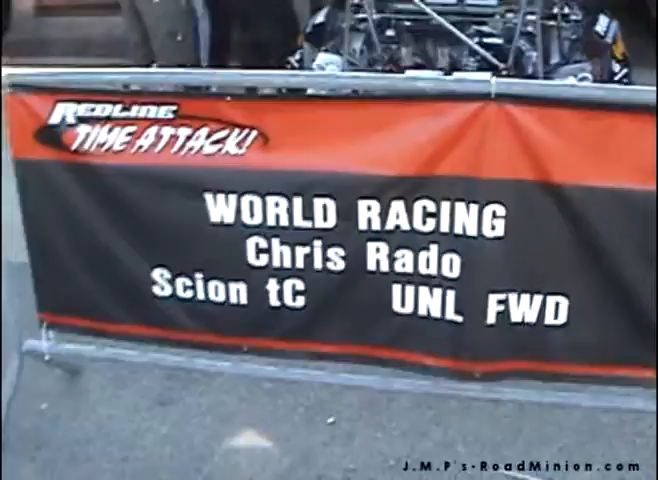 REDLINE
TIME ATTACK!
WORLD RACING
Chris Rado
Scion tC UNL FWD
J.M.P's-RoadMinion.com